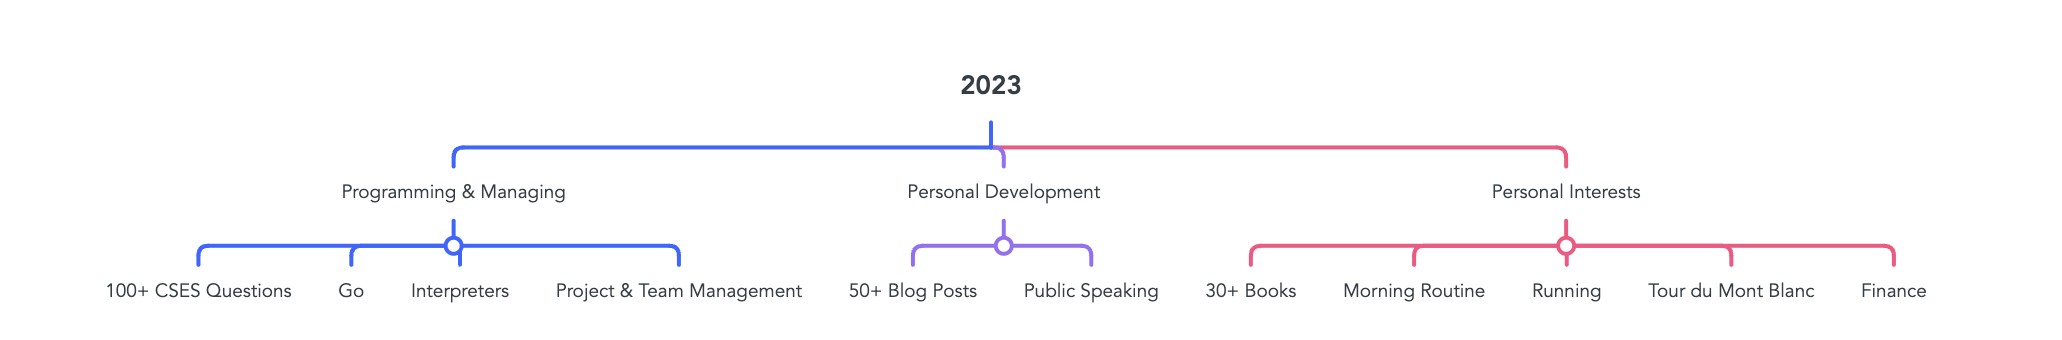 2023
Programming & Managing
Personal Development
Personal Interests
100+ CSES Questions
Go
Interpreters
Project & Team Management
50+ Blog Posts
Public Speaking
30+ Books
Morning Routine
Running
Tour du Mont Blanc
Finance